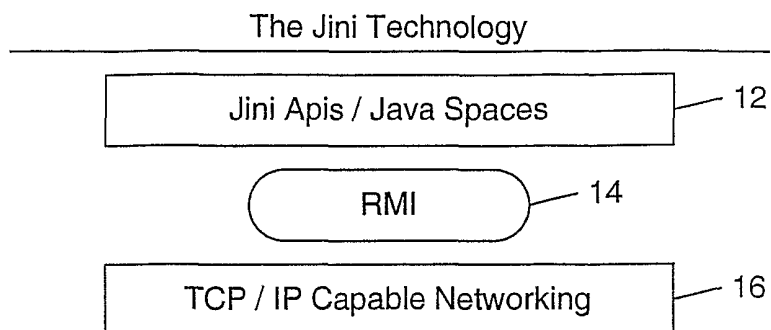 The Jini Technology
Jini Apis / Java Spaces
12
RMI
14
TCP / IP Capable Networking
16